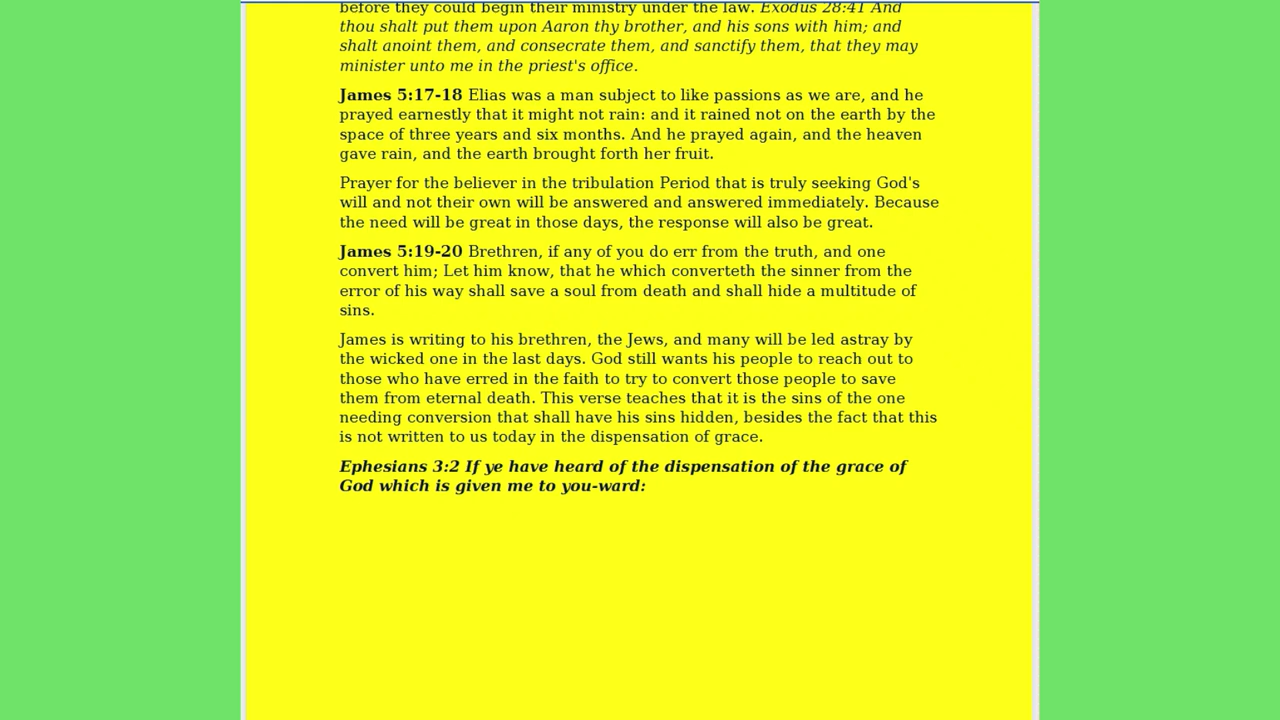 before they could begin their ministry under the law. Exodus 28:41 And
thou shalt put them upon Aaron thy brother, and his sons with him; and
shalt anoint them, and consecrate them, and sanctify them, that they may
minister unto me in the priest's office.
James 5:17-18 Elias was a man subject to like passions as we are, and he
prayed earnestly that it might not rain: and it rained not on the earth by the
space of three years and six months. And he prayed again, and the heaven
gave rain, and the earth brought forth her fruit.
Prayer for the believer in the tribulation Period that is truly seeking God's
will and not their own will be answered and answered immediately. Because
the need will be great in those days, the response will also be great.
James 5:19-20 Brethren, if any of you do err from the truth, and one
convert him; Let him know, that he which converteth the sinner from the
error of his way shall save a soul from death and shall hide a multitude of
sins.
James is writing to his brethren, the Jews, and many will be led astray by
the wicked one in the last days. God still wants his people to reach out to
those who have erred in the faith to try to convert those people to save
them from eternal death. This verse teaches that it is the sins of the one
needing conversion that shall have his sins hidden, besides the fact that this
is not written to us today in the dispensation of grace.
Ephesians 3:2 If ye have heard of the dispensation of the grace of
God which is given me to you-ward: